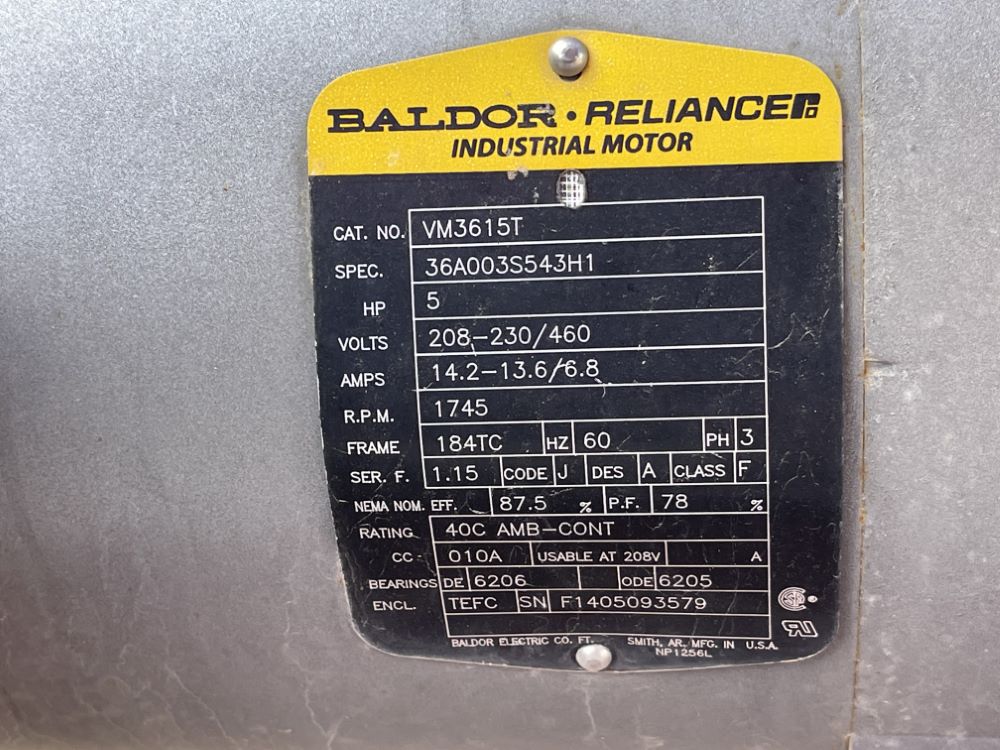 BALDOR · RELIANCE
INDUSTRIAL MOTOR
CAT. NO. VM3615T
SPEC. 36A003S543H1
HP 5
VOLTS 208-230/460
AMPS 14.2-13.6/6.8
R.P.M. 1745
FRAME 184TC HZ 60 PH 3
SER. F. 1.15 CODE J DES A CLASS F
NEMA NOM. EFF. 87.5 % P.F. 78 %
RATING 40C AMB-CONT
CC 010A USABLE AT 208V A
BEARINGS DE 6206 ODE 6205
ENCL. TEFC SN F1405093579
BALDOR ELECTRIC CO. FT. SMITH, AR. MFG. IN U.S.A.
NP1256L